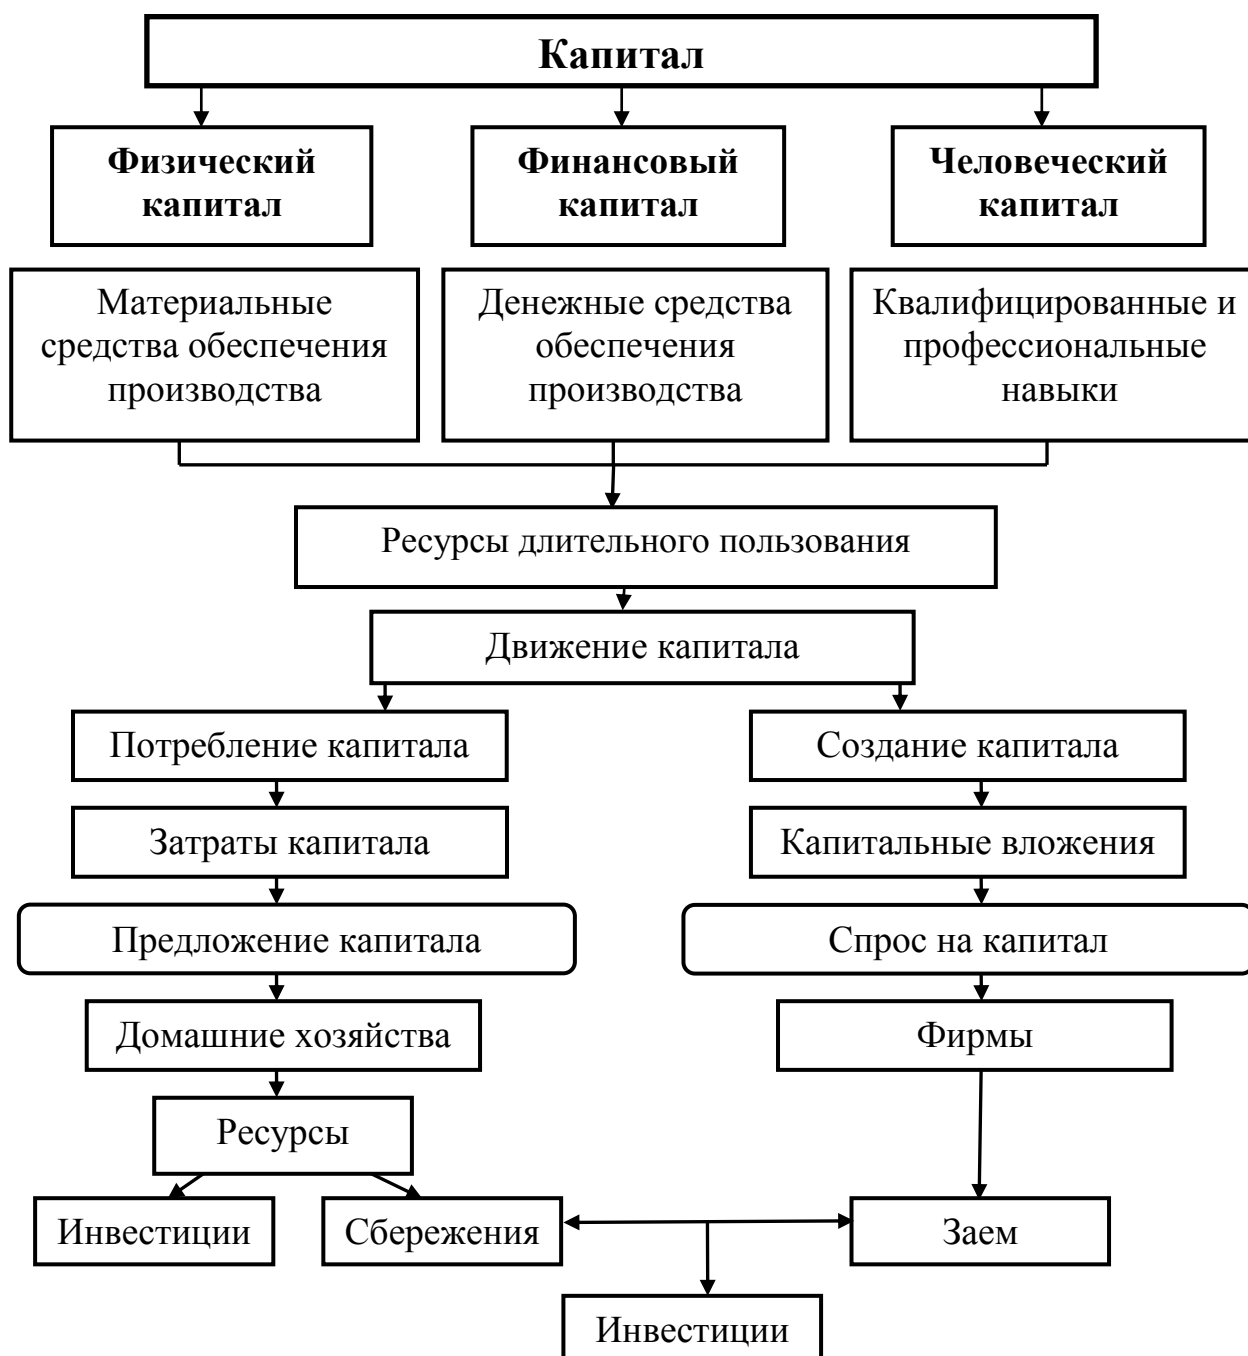 Капитал
Физический
капитал
Финансовый
капитал
Человеческий
капитал
Материальные
средства обеспечения
производства
Денежные средства
обеспечения
производства
Квалифицированные и
профессиональные
навыки
Ресурсы длительного пользования
Движение капитала
Потребление капитала
Создание капитала
Затраты капитала
Капитальные вложения
Предложение капитала
Спрос на капитал
Домашние хозяйства
Фирмы
Ресурсы
Инвестиции
Сбережения
Заем
Инвестиции